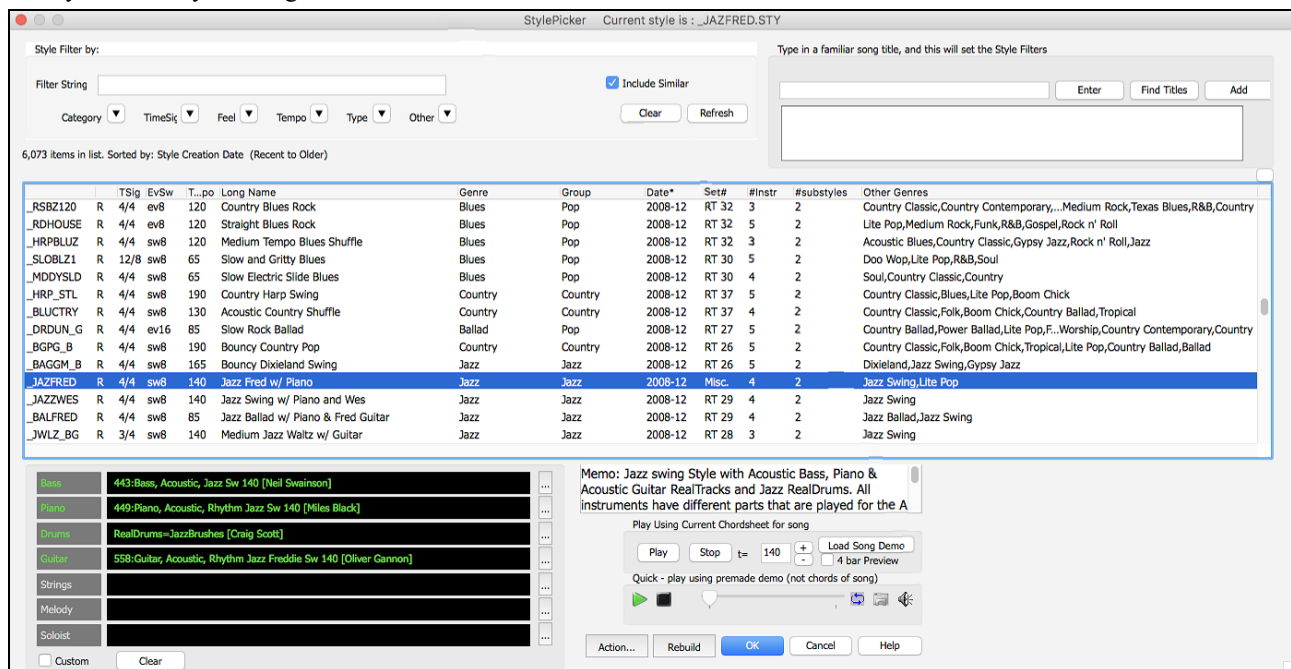 StylePicker Current style is : _JAZFRED.STY
Style Filter by:
Type in a familiar song title, and this will set the Style Filters
Filter String
Include Similar
Enter Find Titles Add
Category TimeSig Feel Tempo Type Other
Clear Refresh
6,073 items in list. Sorted by: Style Creation Date (Recent to Older)
TSig EvSw T...po Long Name Genre Group Date* Set# #Instr #substyles Other Genres
_RSBZ120 R 4/4 ev8 120 Country Blues Rock Blues Pop 2008-12 RT 32 3 2 Country Classic,Country Contemporary,...Medium Rock,Texas Blues,R&B,Country
_RDHOUSE R 4/4 ev8 120 Straight Blues Rock Blues Pop 2008-12 RT 32 5 2 Lite Pop,Medium Rock,Funk,R&B,Gospel,Rock n' Roll
_HRPBLUZ R 4/4 sw8 120 Medium Tempo Blues Shuffle Blues Pop 2008-12 RT 32 3 2 Acoustic Blues,Country Classic,Gypsy Jazz,Rock n' Roll,Jazz
_SLOBLZ1 R 12/8 sw8 65 Slow and Gritty Blues Blues Pop 2008-12 RT 30 5 2 Doo Wop,Lite Pop,R&B,Soul
_MDDYSLD R 4/4 sw8 65 Slow Electric Slide Blues Blues Pop 2008-12 RT 30 4 2 Soul,Country Classic,Country
_HRP_STL R 4/4 sw8 190 Country Harp Swing Country Country 2008-12 RT 37 5 2 Country Classic,Blues,Lite Pop,Boom Chick
_BLUCTRY R 4/4 sw8 130 Acoustic Country Shuffle Country Country 2008-12 RT 37 4 2 Country Classic,Folk,Boom Chick,Country Ballad,Tropical
_DRDUN_G R 4/4 ev16 85 Slow Rock Ballad Ballad Pop 2008-12 RT 27 5 2 Country Ballad,Power Ballad,Lite Pop,F...Worship,Country Contemporary,Country
_BGPG_B R 4/4 sw8 190 Bouncy Country Pop Country Country 2008-12 RT 26 5 2 Country Classic,Folk,Boom Chick,Tropical,Lite Pop,Country Ballad,Ballad
_BAGGM_B R 4/4 sw8 165 Bouncy Dixieland Swing Jazz Jazz 2008-12 RT 26 5 2 Dixieland,Jazz Swing,Gypsy Jazz
_JAZFRED R 4/4 sw8 140 Jazz Fred w/ Piano Jazz Jazz 2008-12 Misc. 4 2 Jazz Swing,Lite Pop
_JAZZWES R 4/4 sw8 140 Jazz Swing w/ Piano and Wes Jazz Jazz 2008-12 RT 29 4 2 Jazz Swing
_BALFRED R 4/4 sw8 85 Jazz Ballad w/ Piano & Fred Guitar Jazz Jazz 2008-12 RT 29 4 2 Jazz Ballad,Jazz Swing
_JWLZ_BG R 3/4 sw8 140 Medium Jazz Waltz w/ Guitar Jazz Jazz 2008-12 RT 28 3 2 Jazz Swing
Bass 443:Bass, Acoustic, Jazz Sw 140 [Neil Swainson] ...
Piano 449:Piano, Acoustic, Rhythm Jazz Sw 140 [Miles Black] ...
Drums RealDrums=JazzBrushes [Craig Scott] ...
Guitar 558:Guitar, Acoustic, Rhythm Jazz Freddie Sw 140 [Oliver Gannon] ...
Strings ...
Melody ...
Soloist ...
Custom Clear
Memo: Jazz swing Style with Acoustic Bass, Piano &
Acoustic Guitar RealTracks and Jazz RealDrums. All
instruments have different parts that are played for the A
Play Using Current Chordsheet for song
Play Stop t= 140 + - Load Song Demo
4 bar Preview
Quick - play using premade demo (not chords of song)
Action... Rebuild OK Cancel Help